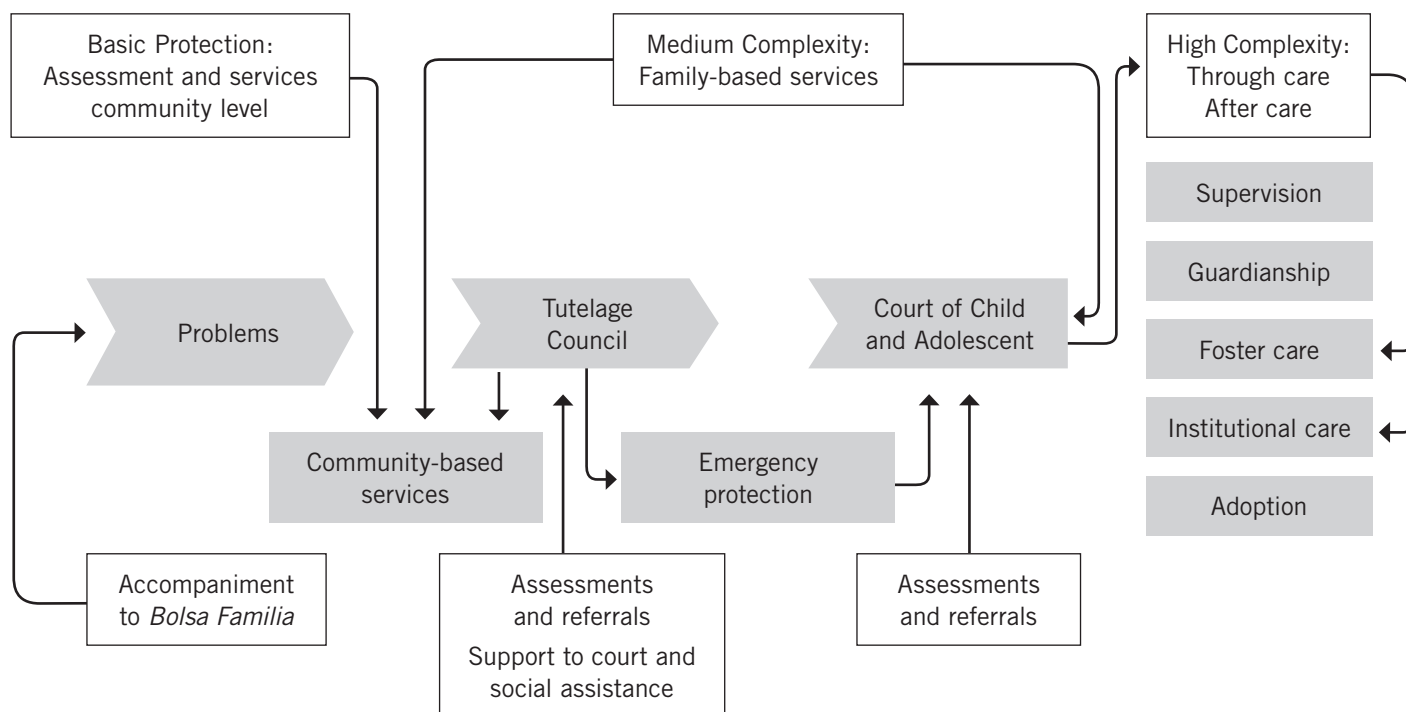 Basic Protection:
Assessment and services
community level
Medium Complexity:
Family-based services
High Complexity:
Through care
After care
Supervision
Guardianship
Problems
Tutelage
Council
Court of Child
and Adolescent
Foster care
Institutional care
Community-based
services
Emergency
protection
Adoption
Accompaniment
to Bolsa Familia
Assessments
and referrals
Support to court and
social assistance
Assessments
and referrals